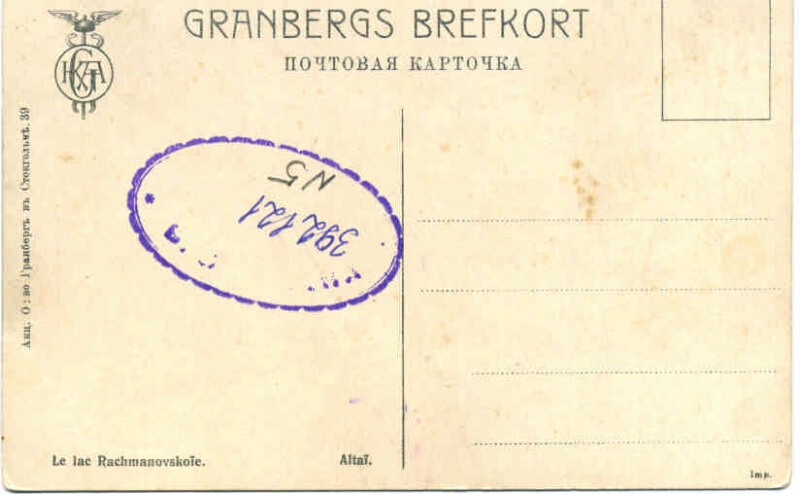 GRANBERGS BREFKORT
ПОЧТОВАЯ КАРТОЧКА
Акц. О: во Гранбергъ въ Стокгольмѣ. 39
N5
392121
Le lac Rachmanovskoïe. Altaï.
Imp.